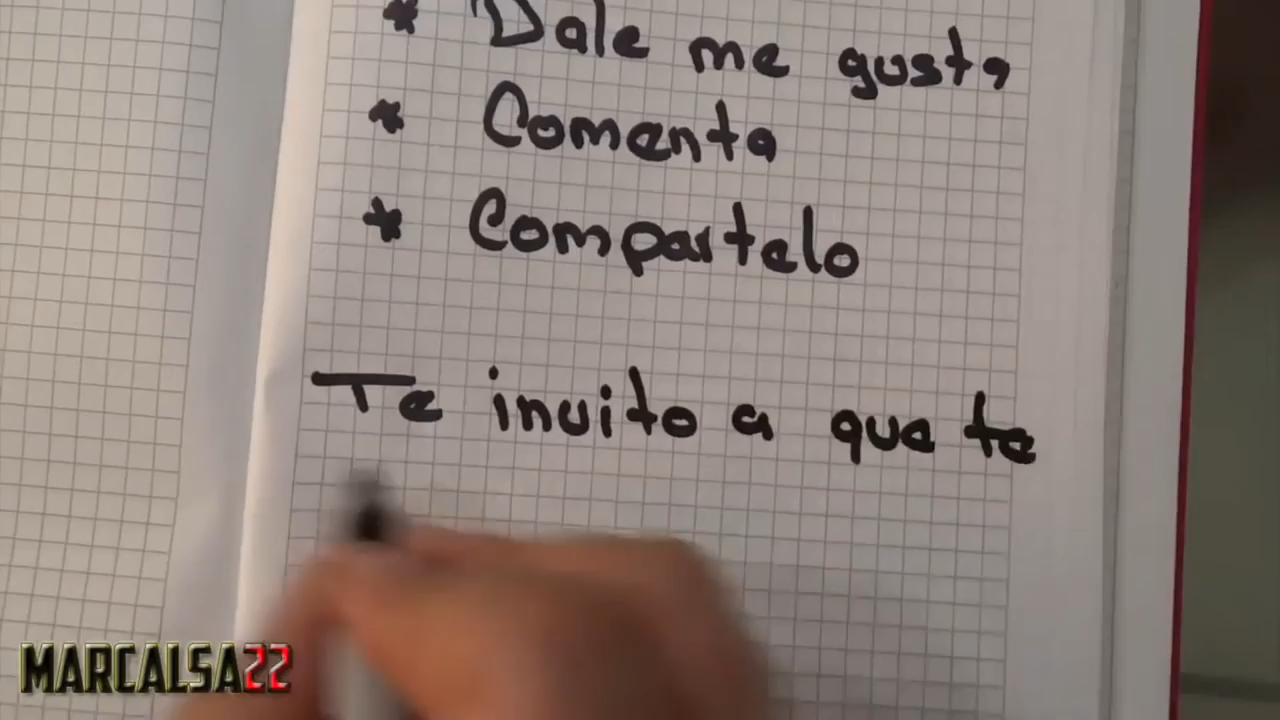 * Dale me gusta
* Comenta
* Compartelo
Te invito a que te
MARCALSA22